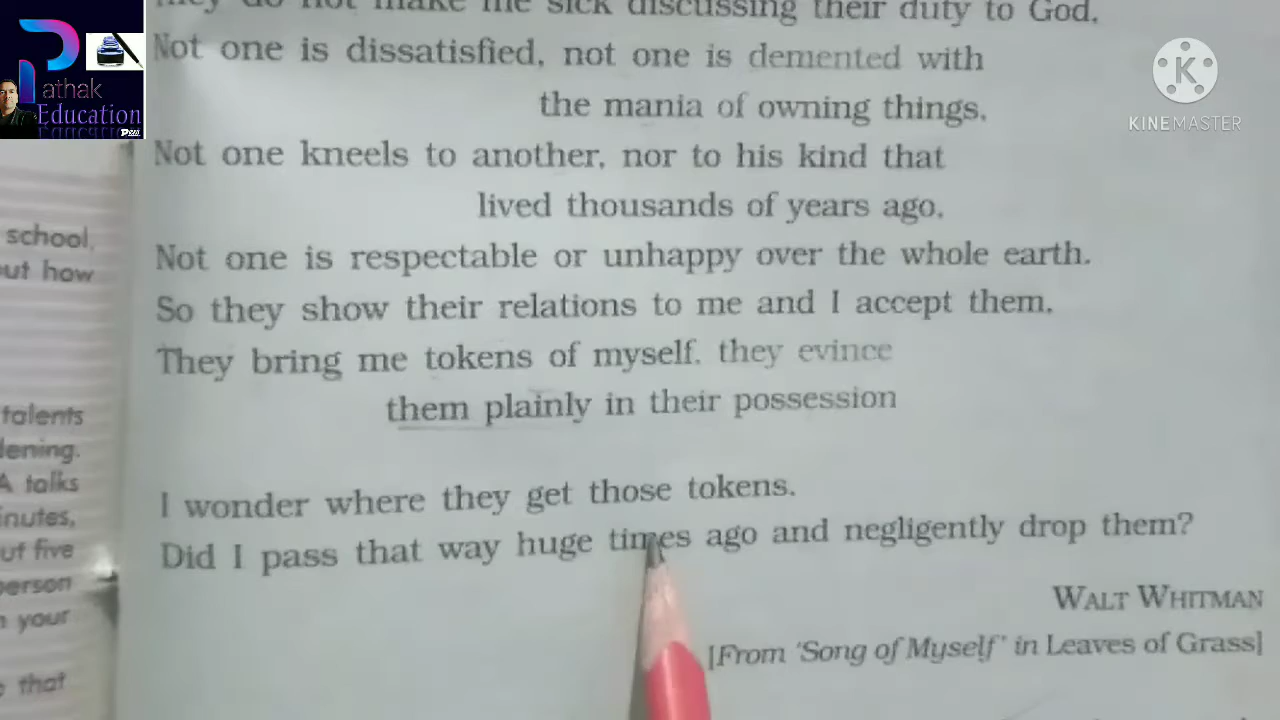 They do not make me sick discussing their duty to God,
Not one is dissatisfied, not one is demented with
the mania of owning things,
Not one kneels to another, nor to his kind that
lived thousands of years ago,
Not one is respectable or unhappy over the whole earth.
So they show their relations to me and I accept them,
They bring me tokens of myself, they evince
them plainly in their possession
I wonder where they get those tokens.
Did I pass that way huge times ago and negligently drop them?
WALT WHITMAN
[From 'Song of Myself' in Leaves of Grass]
school,
out how
talents
A talks
inutes,
of five
person
your
that
Pathak
Education
KINEMASTER